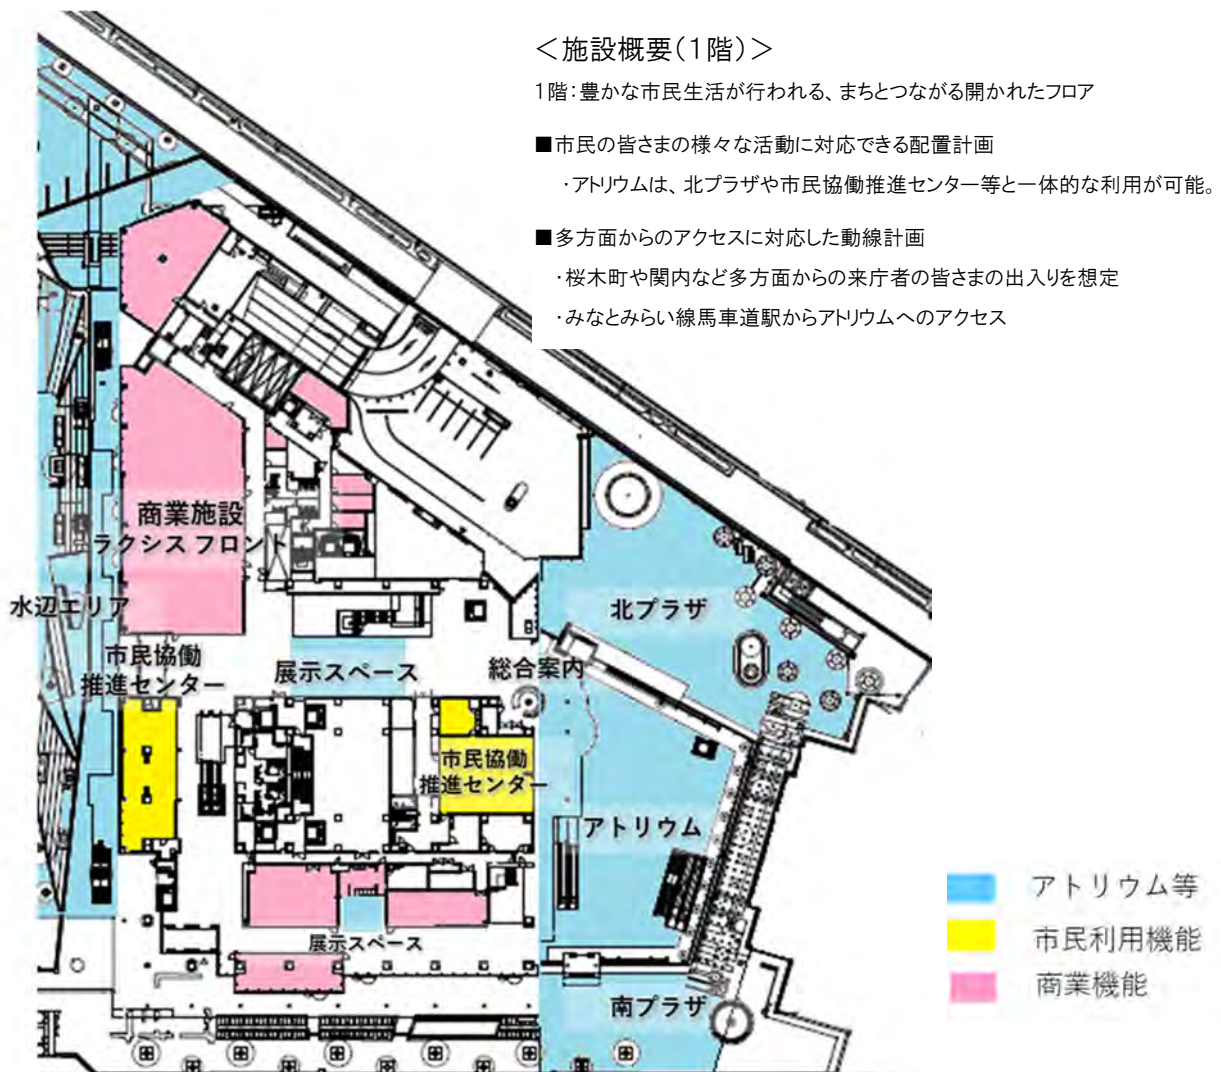 ＜施設概要(１階)＞
1階：豊かな市民生活が行われる、まちとつながる開かれたフロア
■市民の皆さまの様々な活動に対応できる配置計画
・アトリウムは、北プラザや市民協働推進センター等と一体的な利用が可能。
■多方面からのアクセスに対応した動線計画
・桜木町や関内など多方面からの来庁者の皆さまの出入りを想定
・みなとみらい線馬車道駅からアトリウムへのアクセス
商業施設
ラクシス フロント
水辺エリア
北プラザ
市民協働
推進センター
展示スペース
総合案内
市民協働
推進センター
アトリウム
展示スペース
南プラザ
アトリウム等
市民利用機能
商業機能